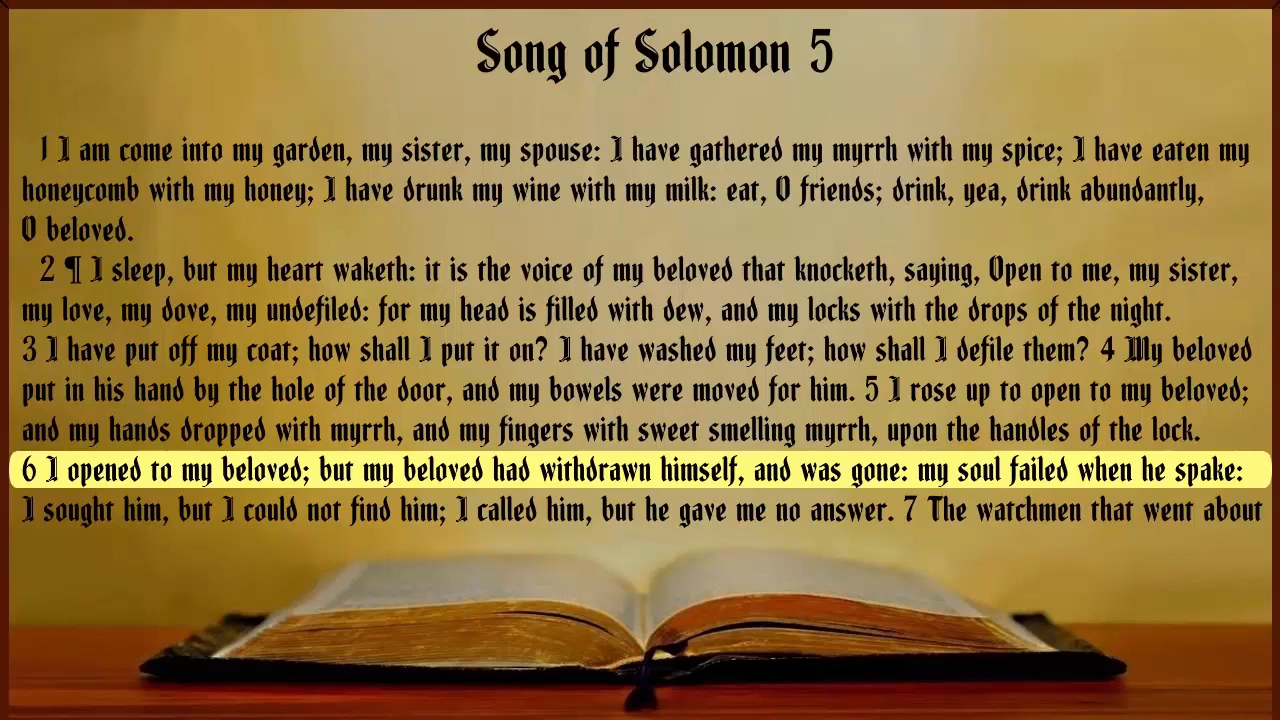 Song of Solomon 5
1 I am come into my garden, my sister, my spouse: I have gathered my myrrh with my spice; I have eaten my
honeycomb with my honey; I have drunk my wine with my milk: eat, O friends; drink, yea, drink abundantly,
O beloved.
2 ¶ I sleep, but my heart waketh: it is the voice of my beloved that knocketh, saying, Open to me, my sister,
my love, my dove, my undefiled: for my head is filled with dew, and my locks with the drops of the night.
3 I have put off my coat; how shall I put it on? I have washed my feet; how shall I defile them? 4 My beloved
put in his hand by the hole of the door, and my bowels were moved for him. 5 I rose up to open to my beloved;
and my hands dropped with myrrh, and my fingers with sweet smelling myrrh, upon the handles of the lock.
6 I opened to my beloved; but my beloved had withdrawn himself, and was gone: my soul failed when he spake:
I sought him, but I could not find him; I called him, but he gave me no answer. 7 The watchmen that went about